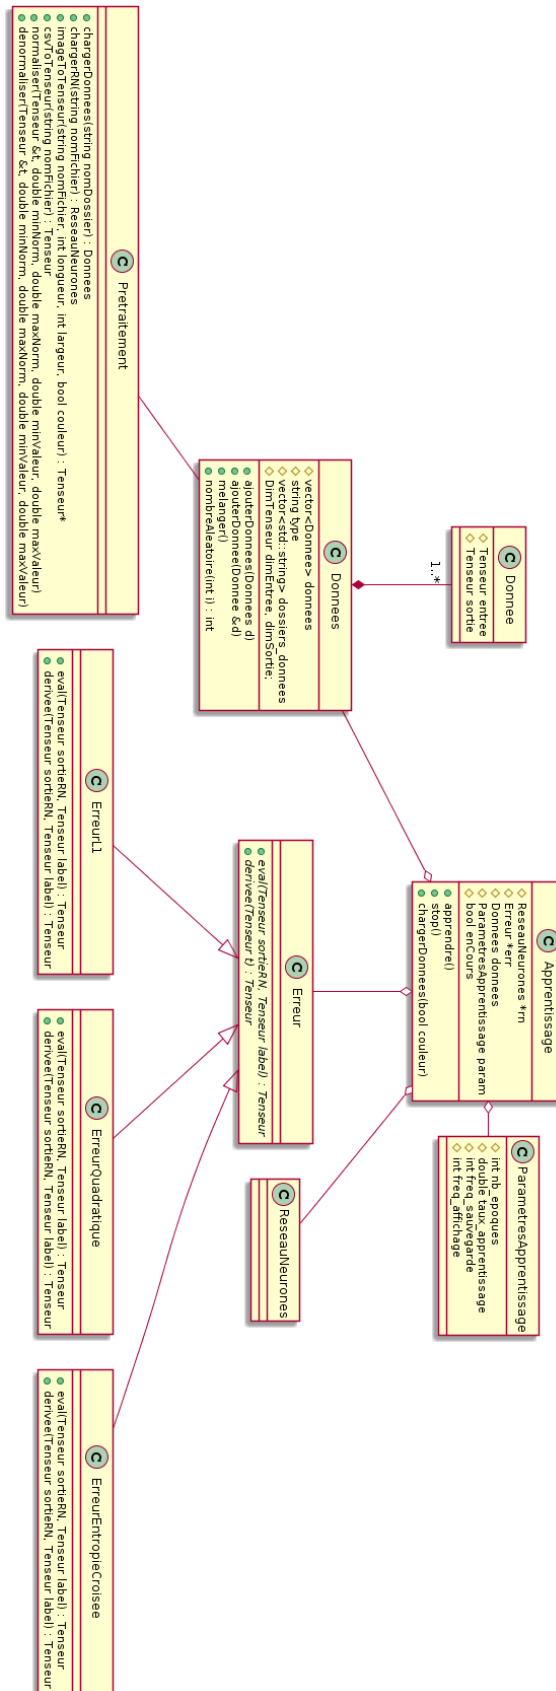 C Apprentissage
ReseauNeurones *rn
Erreur *err
Donnees donnees
ParametresApprentissage param
bool enCours
apprendre()
stop()
chargerDonnees(bool couleur)
C Donnee
Tenseur entree
Tenseur sortie
1..*
C ParametresApprentissage
int nb_epoques
double taux_apprentissage
int freq_sauvegarde
int freq_affichage
C Donnees
vector<Donnee> donnees
string type
vector<std::string> dossiers_donnees
DimTenseur dimEntree, dimSortie;
ajouterDonnees(Donnees d)
ajouterDonnee(Donnee &d)
melanger()
nombreAleatoire(int i) : int
C Erreur
eval(Tenseur sortieRN, Tenseur label) : Tenseur
derivee(Tenseur t) : Tenseur
C ReseauNeurones
C Pretraitement
chargerDonnees(string nomDossier) : Donnees
chargerRN(string nomFichier) : ReseauNeurones
imageToTenseur(string nomFichier, int longueur, int largeur, bool couleur) : Tenseur*
csvToTenseur(string nomFichier) : Tenseur
normaliser(Tenseur &t, double minNorm, double maxNorm, double minValeur, double maxValeur)
denormaliser(Tenseur &t, double minNorm, double maxNorm, double minValeur, double maxValeur)
C ErreurL1
eval(Tenseur sortieRN, Tenseur label) : Tenseur
derivee(Tenseur sortieRN, Tenseur label) : Tenseur
C ErreurQuadratique
eval(Tenseur sortieRN, Tenseur label) : Tenseur
derivee(Tenseur sortieRN, Tenseur label) : Tenseur
C ErreurEntropieCroisee
eval(Tenseur sortieRN, Tenseur label) : Tenseur
derivee(Tenseur sortieRN, Tenseur label) : Tenseur